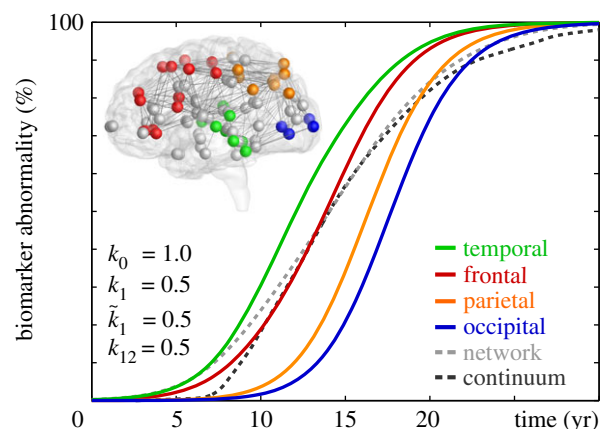 100
biomarker abnormality (%)
k₀ = 1.0
k₁ = 0.5
k̃₁ = 0.5
k₁₂ = 0.5
temporal
frontal
parietal
occipital
network
continuum
0
0 5 10 15 20 time (yr)